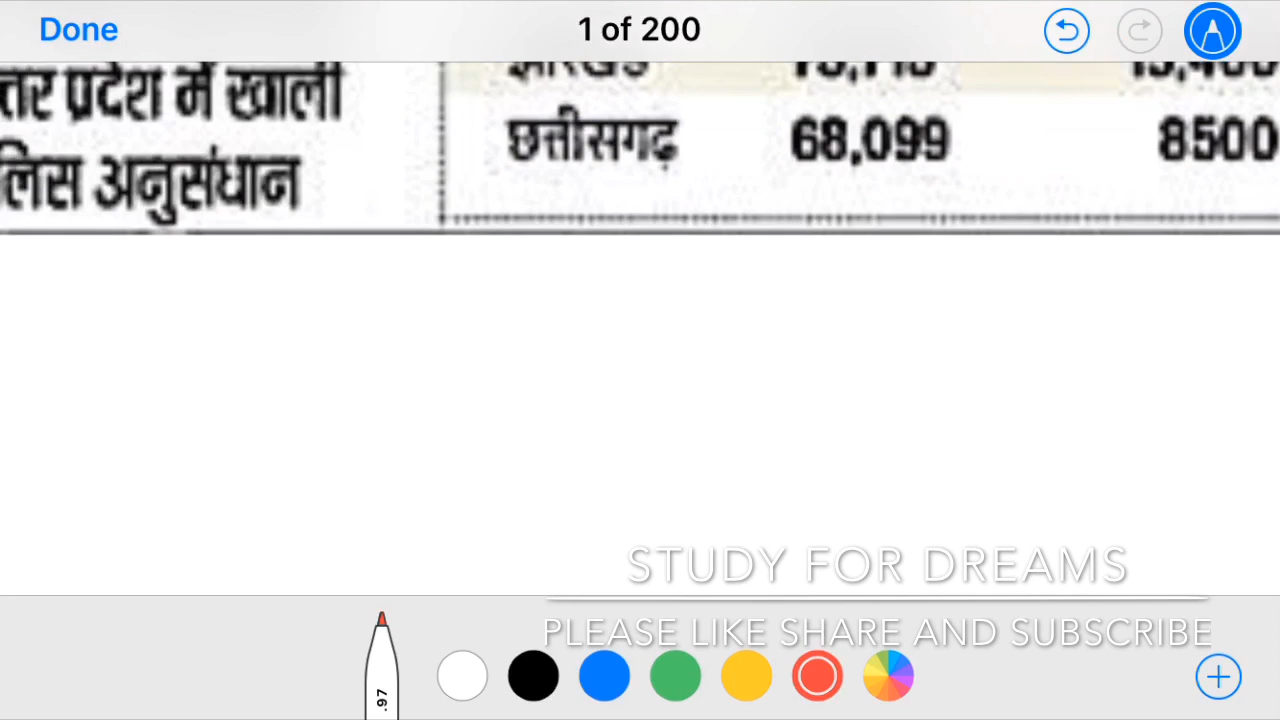 Done 1 of 200
प्रदेश में खाली
अनुसंधान
छत्तीसगढ़ 68,099 8500
STUDY FOR DREAMS
PLEASE LIKE SHARE AND SUBSCRIBE
.97